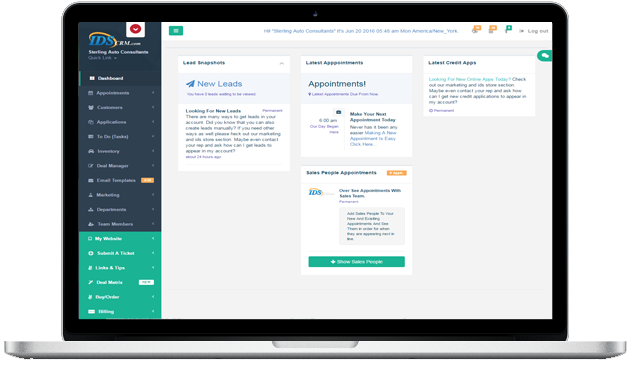 Hi! "Sterling Auto Consultants" It's Jun 20 2016 05:46 am Mon America/New_York.
Log out
IDSCRM.com
Sterling Auto Consultants
Quick Link
Dashboard
Appointments
Customers
Applications
To Do (Tasks)
Inventory
Deal Manager
Email Templates
Marketing
Departments
Team Members
My Website
Submit A Ticket
Links & Tips
Deal Matrix
Buy/Order
Billing
Lead Snapshots
New Leads
You have 0 leads waiting to be viewed.
Looking For New Leads
Permanent
There are many ways to get leads in your
account. Did you know that you can also
create leads manually? If you need other
ways as well please heck out our marketing
and ids store section. Maybe even contact
your rep and ask how can I get leads to
appear in my account?
about 24 hours ago
Latest Apppointments
Appointments!
Latest Appointments Due From Now.
6:00 am
Our Day Began
Here
Make Your Next
Appointment Today
Never has it been any
easier Making A New
Appointment Is Easy
Click Here.
Sales People Appointments
IDS
Over See Appointments With
Sales Team.
Permanent
Add Sales People To Your
New And Existing
Appointments And See
Them in order for when
they are appearing next in
line.
Show Sales People
Latest Credit Apps
Looking For New Online Apps Today? Check
out our marketing and ids store section.
Maybe even contact your rep and ask how
can I get new credit applications to appear in
my account?
Permanent